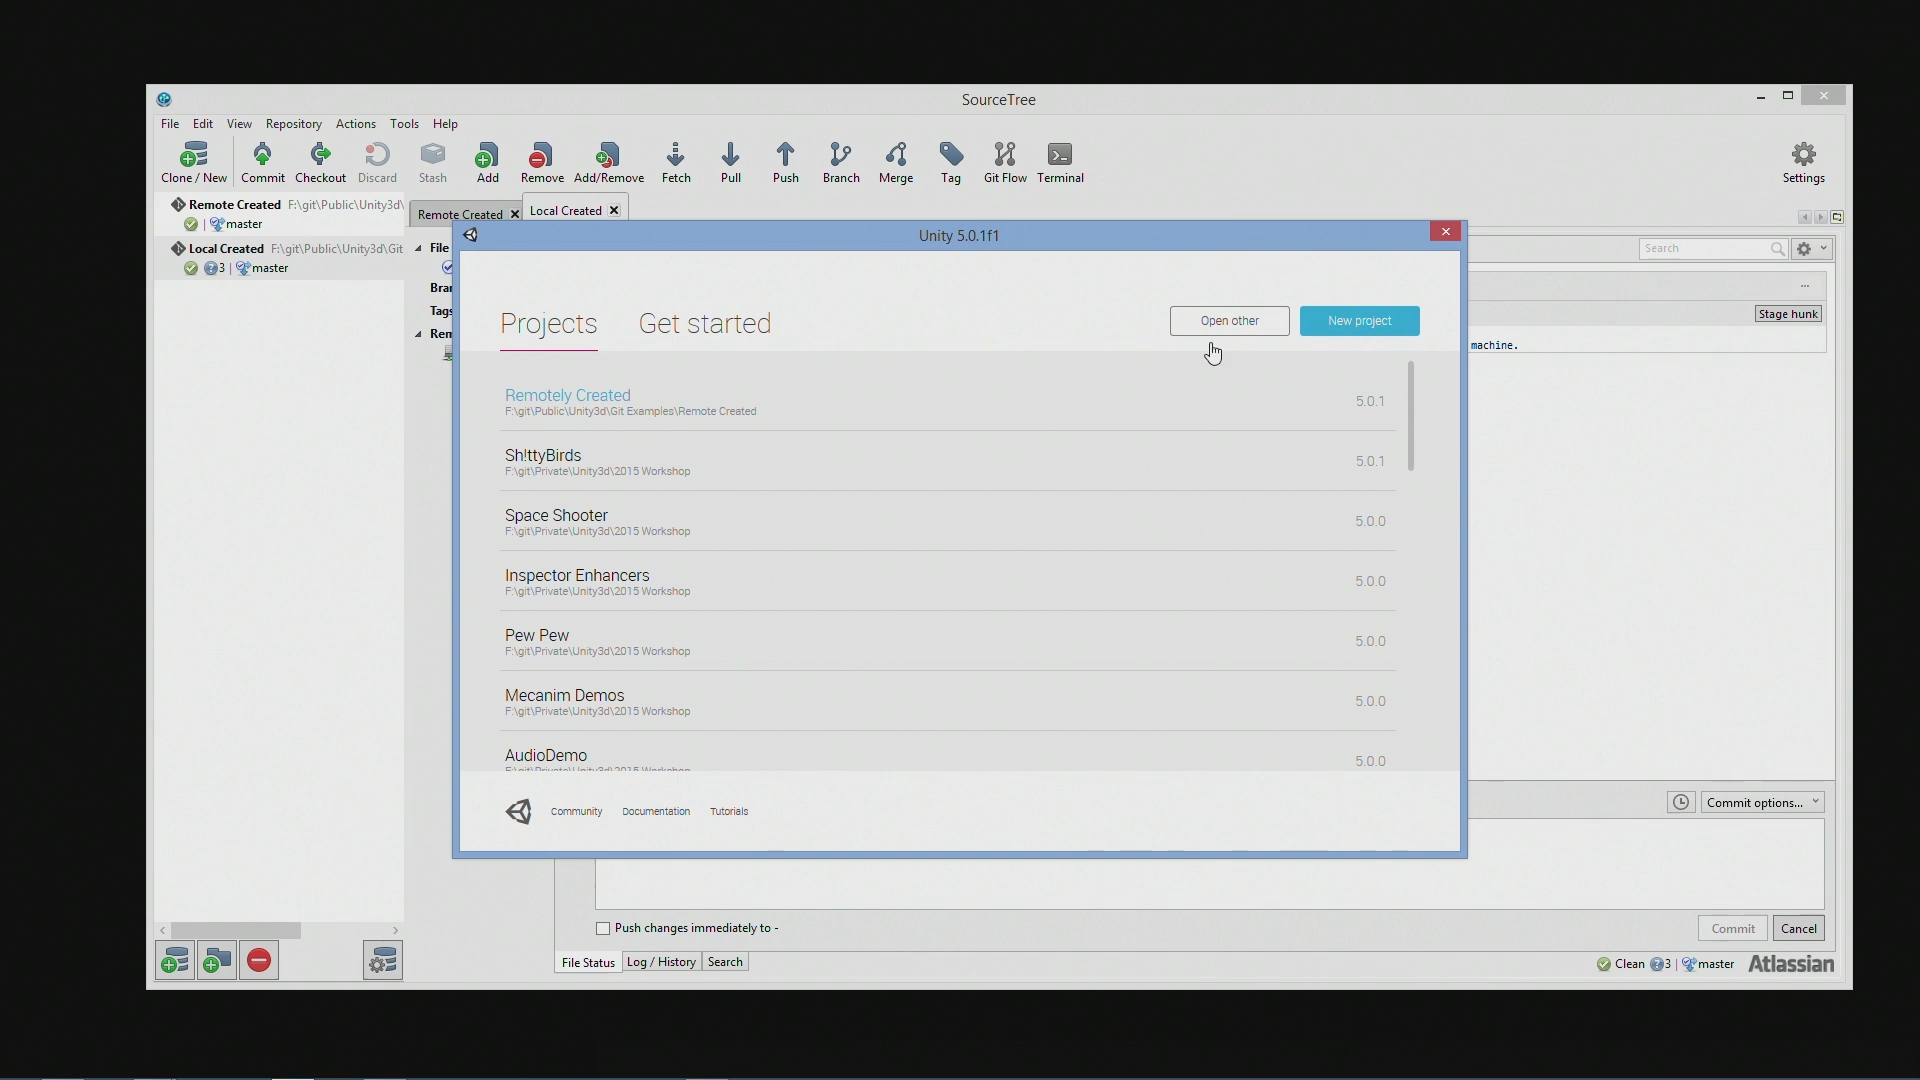 SourceTree
File Edit View Repository Actions Tools Help
Clone / New Commit Checkout Discard Stash Add Remove Add/Remove Fetch Pull Push Branch Merge Tag Git Flow Terminal Settings
Remote Created F:\git\Public\Unity3d\
master
Local Created F:\git\Public\Unity3d\Git
3 master
Remote Created
Local Created
File
Tags
Search
Stage hunk
machine.
Unity 5.0.1f1
Projects Get started
Open other
New project
Remotely Created
F:\git\Public\Unity3d\Git Examples\Remote Created
5.0.1
Sh!ttyBirds
F:\git\Private\Unity3d\2015 Workshop
5.0.1
Space Shooter
F:\git\Private\Unity3d\2015 Workshop
5.0.0
Inspector Enhancers
F:\git\Private\Unity3d\2015 Workshop
5.0.0
Pew Pew
F:\git\Private\Unity3d\2015 Workshop
5.0.0
Mecanim Demos
F:\git\Private\Unity3d\2015 Workshop
5.0.0
AudioDemo
5.0.0
Community Documentation Tutorials
Commit options...
Push changes immediately to -
Commit Cancel
File Status Log / History Search
Clean 3 master Atlassian